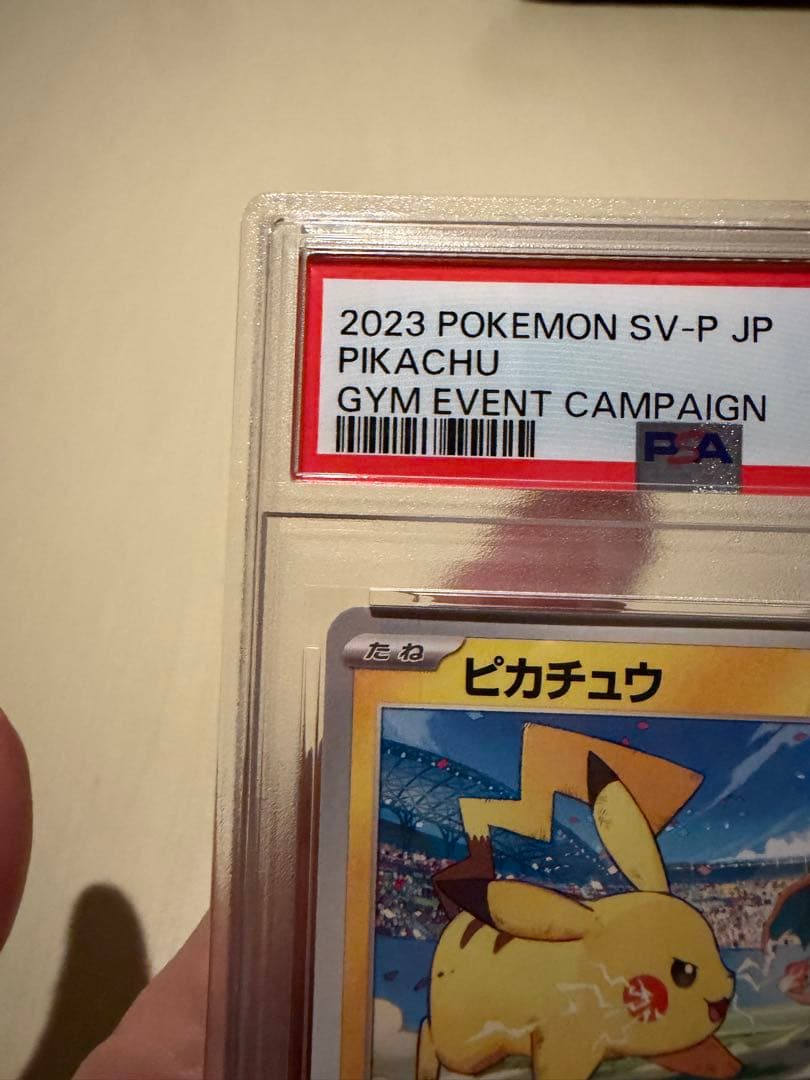 2023 POKEMON SV-P JP
PIKACHU
GYM EVENT CAMPAIGN
PSA
たね ピカチュウ